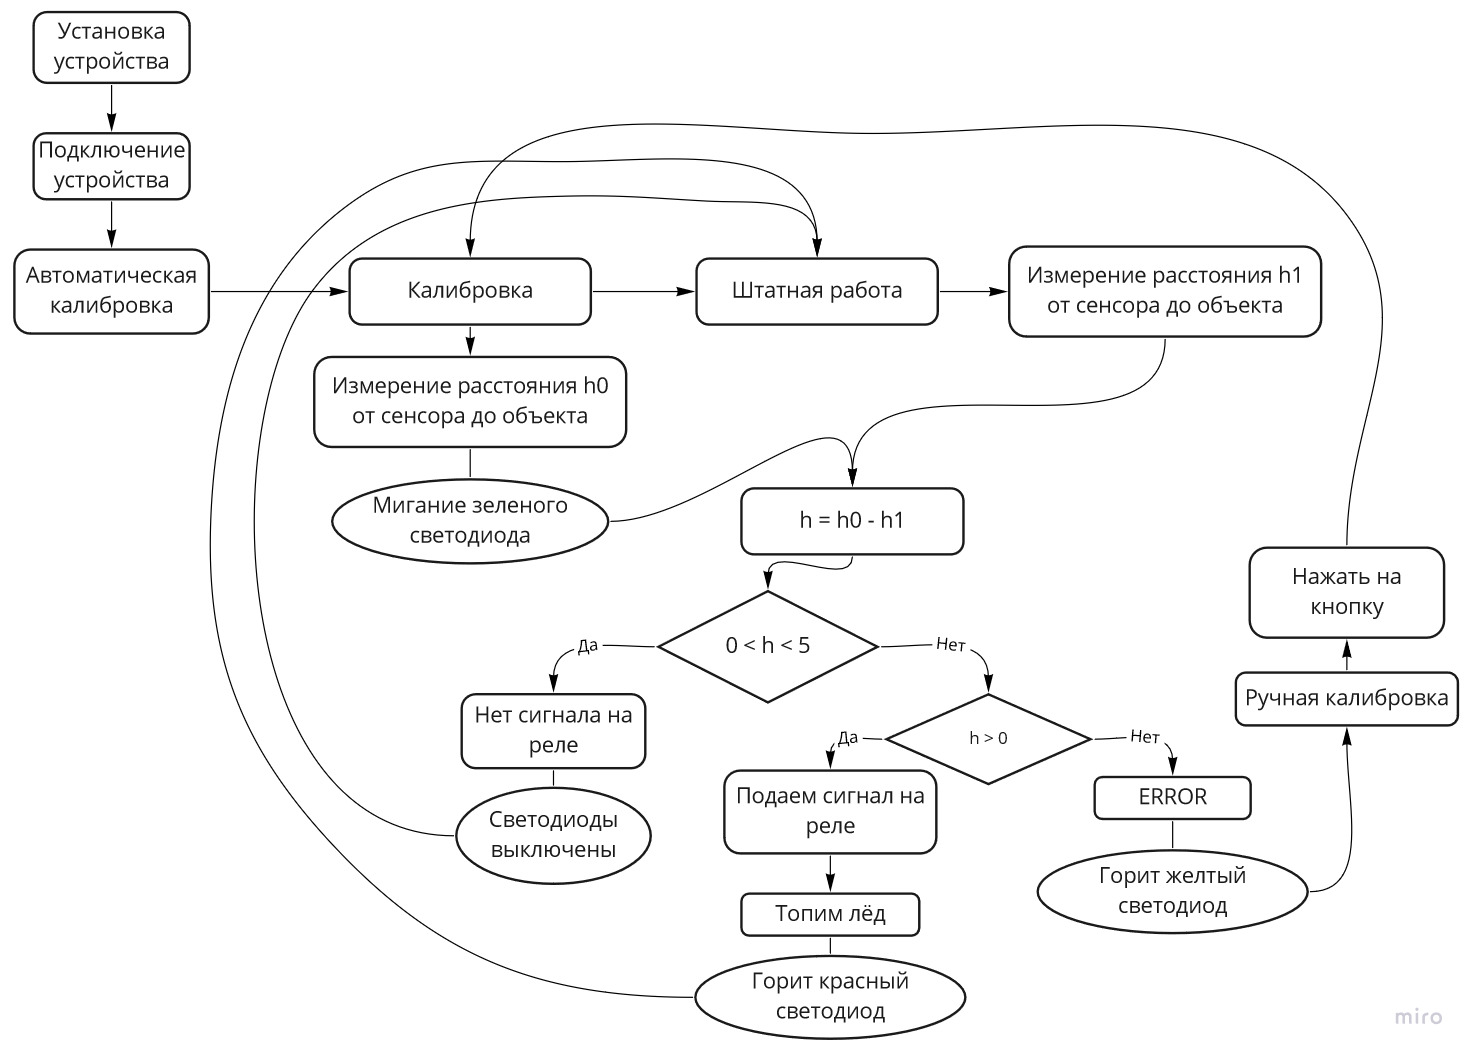 Установка
устройства
Подключение
устройства
Автоматическая
калибровка
Калибровка
Штатная работа
Измерение расстояния h1
от сенсора до объекта
Измерение расстояния h0
от сенсора до объекта
Мигание зеленого
светодиода
h = h0 - h1
0 < h < 5
Да
Нет
Нет сигнала на
реле
Светодиоды
выключены
h > 0
Да
Нет
Подаем сигнал на
реле
Топим лёд
Горит красный
светодиод
ERROR
Горит желтый
светодиод
Ручная калибровка
Нажать на
кнопку
miro